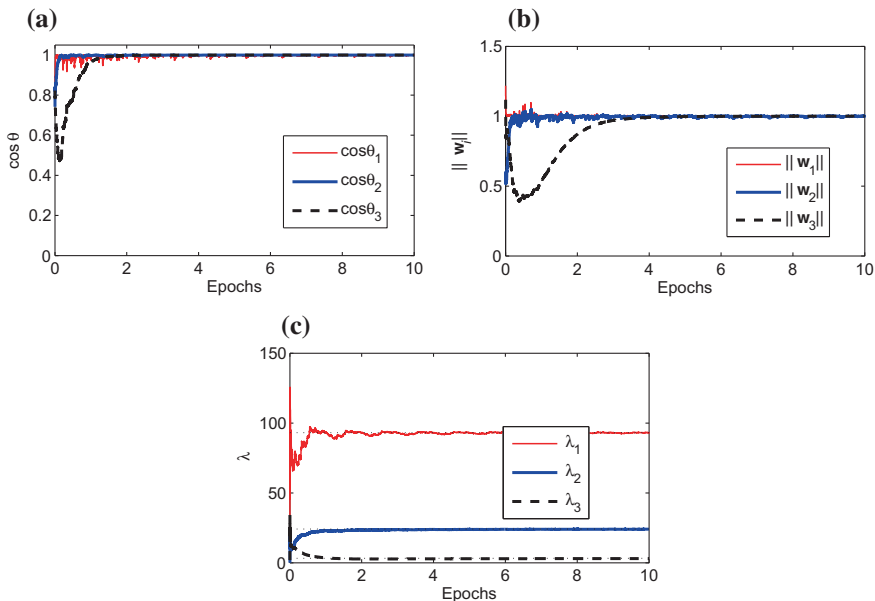 (a)
1
0.8
0.6
0.4
0.2
0
cos θ
cosθ1
cosθ2
cosθ3
0 2 4 6 8 10
Epochs
(b)
1.5
1
0.5
0
|| wi||
|| w1||
|| w2||
|| w3||
0 2 4 6 8 10
Epochs
(c)
150
100
50
0
λ
λ1
λ2
λ3
0 2 4 6 8 10
Epochs